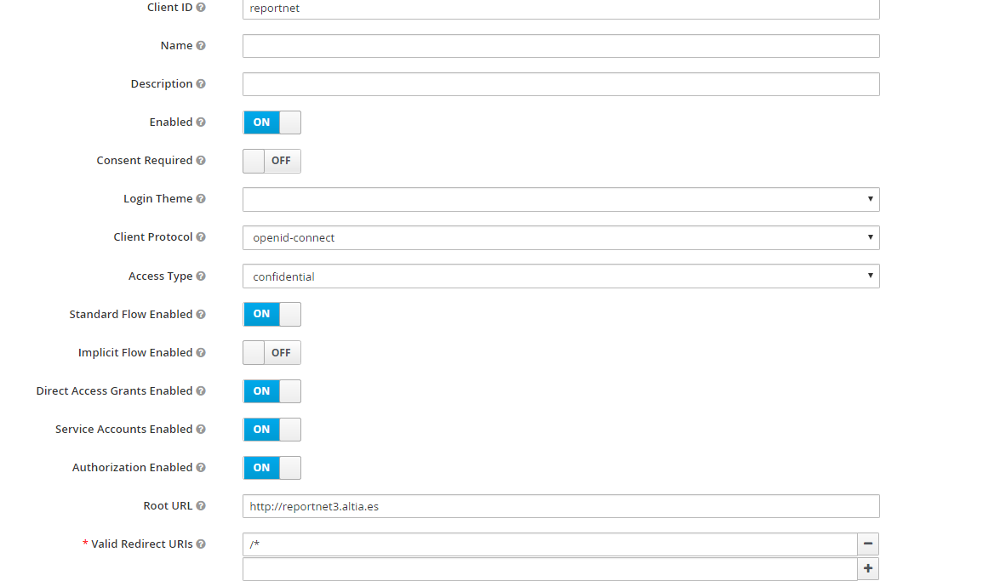 Client ID reportnet
Name
Description
Enabled ON
Consent Required OFF
Login Theme
Client Protocol openid-connect
Access Type confidential
Standard Flow Enabled ON
Implicit Flow Enabled OFF
Direct Access Grants Enabled ON
Service Accounts Enabled ON
Authorization Enabled ON
Root URL http://reportnet3.altia.es
* Valid Redirect URIs /*